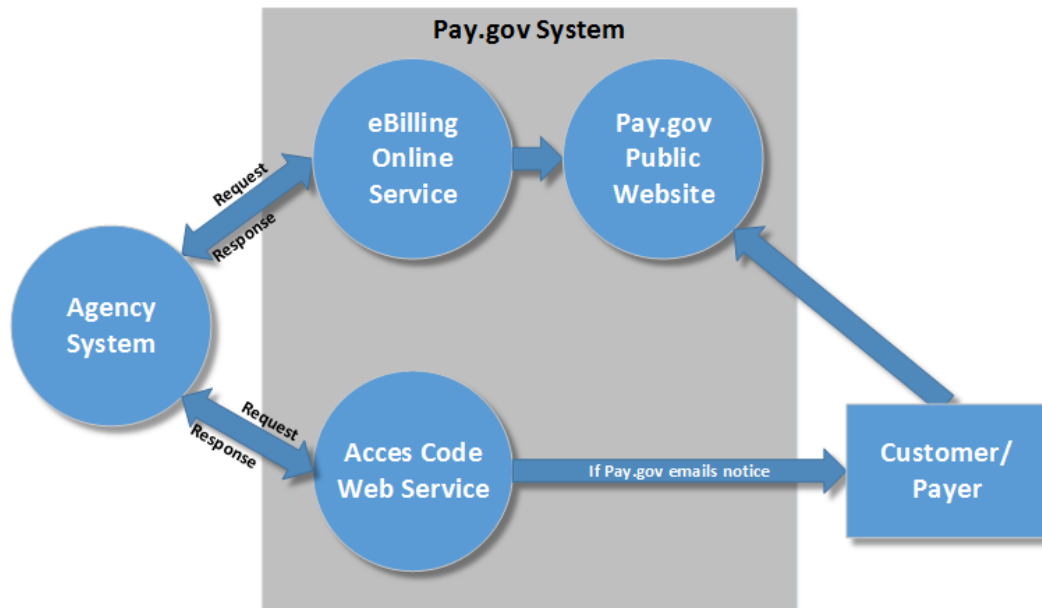 Pay.gov System
eBilling
Online
Service
Pay.gov
Public
Website
Request
Response
Agency
System
Request
Response
Acces Code
Web Service
If Pay.gov emails notice
Customer/
Payer